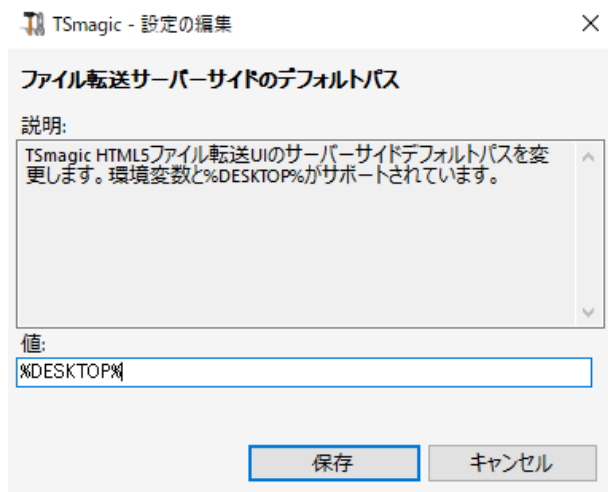 TSmagic - 設定の編集
ファイル転送サーバーサイドのデフォルトパス
説明:
TSmagic HTML5ファイル転送UIのサーバーサイドデフォルトパスを変
更します。環境変数と%DESKTOP%がサポートされています。
値:
%DESKTOP%
保存
キャンセル